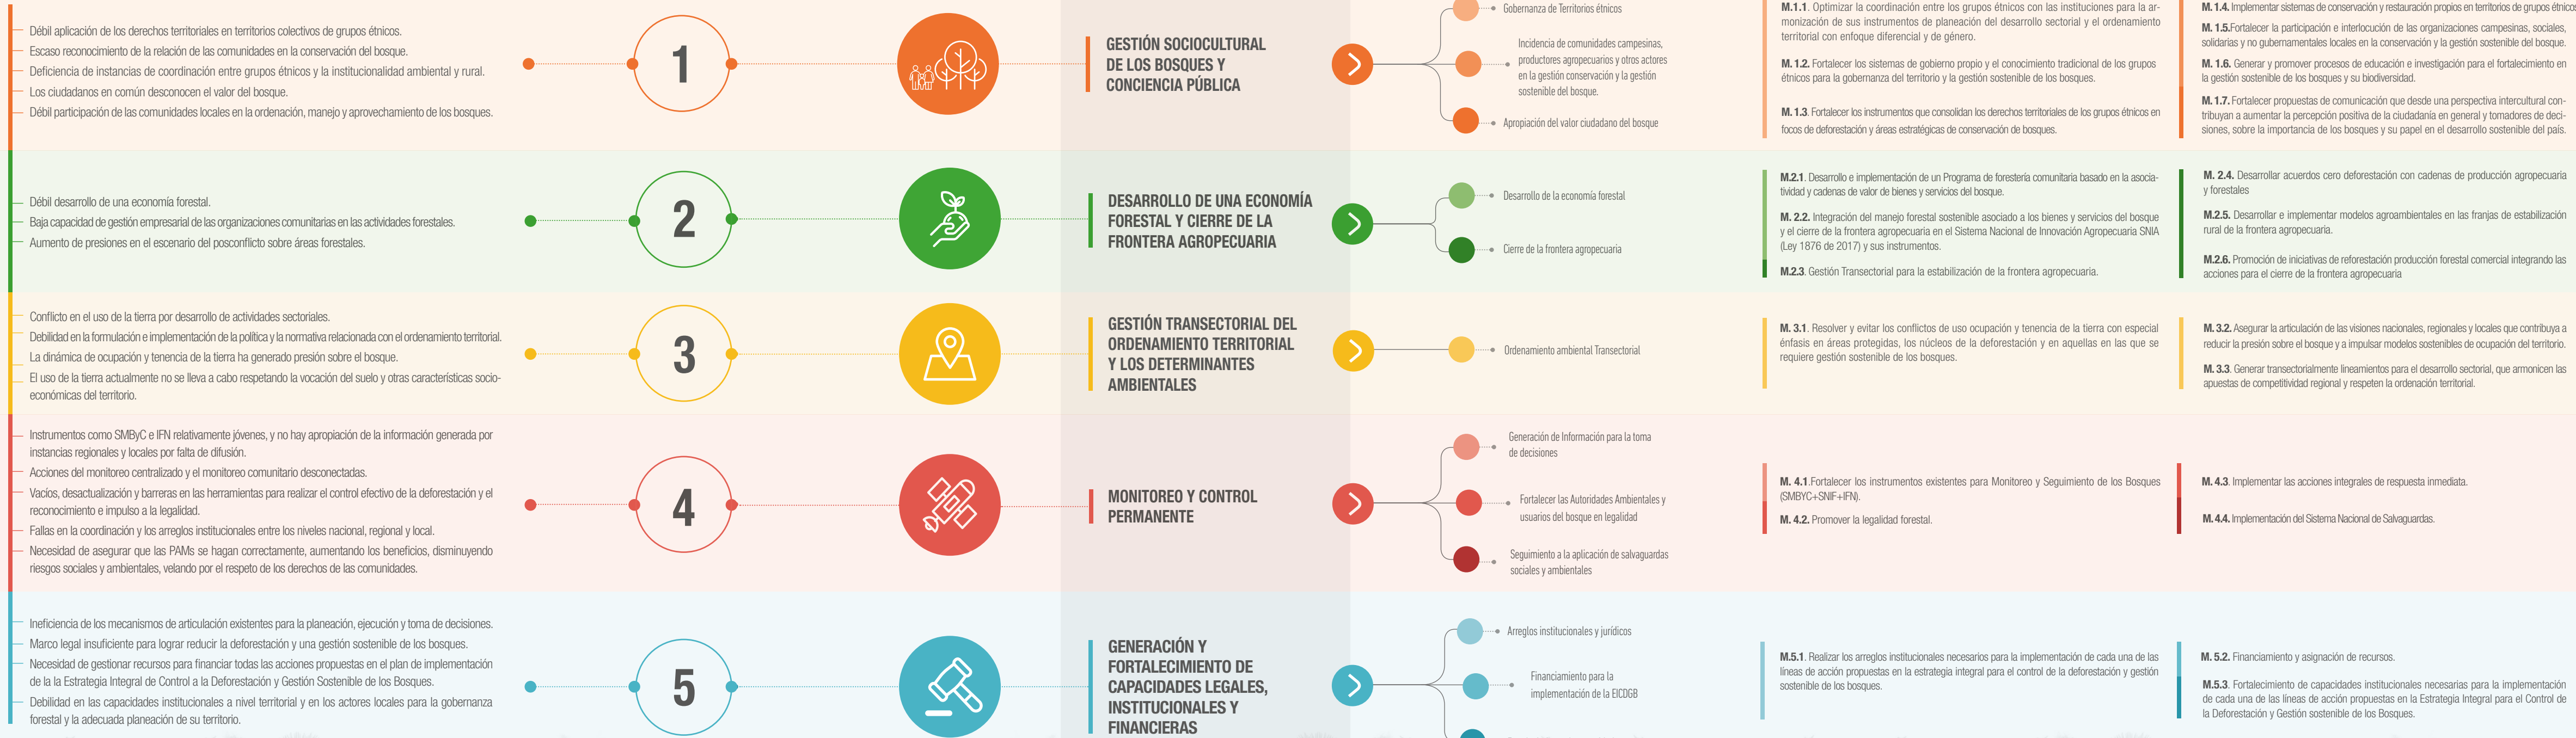 Débil aplicación de los derechos territoriales en territorios colectivos de grupos étnicos.
Escaso reconocimiento de la relación de las comunidades en la conservación del bosque.
Deficiencia de instancias de coordinación entre grupos étnicos y la institucionalidad ambiental y rural.
Los ciudadanos en común desconocen el valor del bosque.
Débil participación de las comunidades locales en la ordenación, manejo y aprovechamiento de los bosques.
1
GESTIÓN SOCIOCULTURAL
DE LOS BOSQUES Y
CONCIENCIA PÚBLICA
Gobernanza de Territorios étnicos
Incidencia de comunidades campesinas,
productores agropecuarios y otros actores
en la gestión conservación y la gestión
sostenible del bosque.
Apropiación del valor ciudadano del bosque
M.1.1. Optimizar la coordinación entre los grupos étnicos con las instituciones para la ar-
monización de sus instrumentos de planeación del desarrollo sectorial y el ordenamiento
territorial con enfoque diferencial y de género.
M.1.2. Fortalecer los sistemas de gobierno propio y el conocimiento tradicional de los grupos
étnicos para la gobernanza del territorio y la gestión sostenible de los bosques.
M. 1.3. Fortalecer los instrumentos que consolidan los derechos territoriales de los grupos étnicos en
focos de deforestación y áreas estratégicas de conservación de bosques.
M. 1.4. Implementar sistemas de conservación y restauración propios en territorios de grupos étnicos
M. 1.5.Fortalecer la participación e interlocución de las organizaciones campesinas, sociales,
solidarias y no gubernamentales locales en la conservación y la gestión sostenible del bosque.
M. 1.6. Generar y promover procesos de educación e investigación para el fortalecimiento en
la gestión sostenible de los bosques y su biodiversidad.
M. 1.7. Fortalecer propuestas de comunicación que desde una perspectiva intercultural con-
tribuyan a aumentar la percepción positiva de la ciudadanía en general y tomadores de deci-
siones, sobre la importancia de los bosques y su papel en el desarrollo sostenible del país.
Débil desarrollo de una economía forestal.
Baja capacidad de gestión empresarial de las organizaciones comunitarias en las actividades forestales.
Aumento de presiones en el escenario del posconflicto sobre áreas forestales.
2
DESARROLLO DE UNA ECONOMÍA
FORESTAL Y CIERRE DE LA
FRONTERA AGROPECUARIA
Desarrollo de la economía forestal
Cierre de la frontera agropecuaria
M.2.1. Desarrollo e implementación de un Programa de forestería comunitaria basado en la asocia-
tividad y cadenas de valor de bienes y servicios del bosque.
M. 2.2. Integración del manejo forestal sostenible asociado a los bienes y servicios del bosque
y el cierre de la frontera agropecuaria en el Sistema Nacional de Innovación Agropecuaria SNIA
(Ley 1876 de 2017) y sus instrumentos.
M.2.3. Gestión Transectorial para la estabilización de la frontera agropecuaria.
M. 2.4. Desarrollar acuerdos cero deforestación con cadenas de producción agropecuaria
y forestales
M.2.5. Desarrollar e implementar modelos agroambientales en las franjas de estabilización
rural de la frontera agropecuaria.
M.2.6. Promoción de iniciativas de reforestación producción forestal comercial integrando las
acciones para el cierre de la frontera agropecuaria
Conflicto en el uso de la tierra por desarrollo de actividades sectoriales.
Debilidad en la formulación e implementación de la política y la normativa relacionada con el ordenamiento territorial.
La dinámica de ocupación y tenencia de la tierra ha generado presión sobre el bosque.
El uso de la tierra actualmente no se lleva a cabo respetando la vocación del suelo y otras características socio-
económicas del territorio.
3
GESTIÓN TRANSECTORIAL DEL
ORDENAMIENTO TERRITORIAL
Y LOS DETERMINANTES
AMBIENTALES
Ordenamiento ambiental Transectorial
M. 3.1. Resolver y evitar los conflictos de uso ocupación y tenencia de la tierra con especial
énfasis en áreas protegidas, los núcleos de la deforestación y en aquellas en las que se
requiere gestión sostenible de los bosques.
M. 3.2. Asegurar la articulación de las visiones nacionales, regionales y locales que contribuya a
reducir la presión sobre el bosque y a impulsar modelos sostenibles de ocupación del territorio.
M. 3.3. Generar transectorialmente lineamientos para el desarrollo sectorial, que armonicen las
apuestas de competitividad regional y respeten la ordenación territorial.
Instrumentos como SMByC e IFN relativamente jóvenes, y no hay apropiación de la información generada por
instancias regionales y locales por falta de difusión.
Acciones del monitoreo centralizado y el monitoreo comunitario desconectadas.
Vacíos, desactualización y barreras en las herramientas para realizar el control efectivo de la deforestación y el
reconocimiento e impulso a la legalidad.
Fallas en la coordinación y los arreglos institucionales entre los niveles nacional, regional y local.
Necesidad de asegurar que las PAMs se hagan correctamente, aumentando los beneficios, disminuyendo
riesgos sociales y ambientales, velando por el respeto de los derechos de las comunidades.
4
MONITOREO Y CONTROL
PERMANENTE
Generación de Información para la toma
de decisiones
Fortalecer las Autoridades Ambientales y
usuarios del bosque en legalidad
Seguimiento a la aplicación de salvaguardas
sociales y ambientales
M. 4.1.Fortalecer los instrumentos existentes para Monitoreo y Seguimiento de los Bosques
(SMBYC+SNIF+IFN).
M. 4.2. Promover la legalidad forestal.
M. 4.3. Implementar las acciones integrales de respuesta inmediata.
M. 4.4. Implementación del Sistema Nacional de Salvaguardas.
Ineficiencia de los mecanismos de articulación existentes para la planeación, ejecución y toma de decisiones.
Marco legal insuficiente para lograr reducir la deforestación y una gestión sostenible de los bosques.
Necesidad de gestionar recursos para financiar todas las acciones propuestas en el plan de implementación
de la la Estrategia Integral de Control a la Deforestación y Gestión Sostenible de los Bosques.
Debilidad en las capacidades institucionales a nivel territorial y en los actores locales para la gobernanza
forestal y la adecuada planeación de su territorio.
5
GENERACIÓN Y
FORTALECIMIENTO DE
CAPACIDADES LEGALES,
INSTITUCIONALES Y
FINANCIERAS
Arreglos institucionales y jurídicos
Financiamiento para la
implementación de la EICDGB
M.5.1. Realizar los arreglos institucionales necesarios para la implementación de cada una de las
líneas de acción propuestas en la estrategia integral para el control de la deforestación y gestión
sostenible de los bosques.
M. 5.2. Financiamiento y asignación de recursos.
M.5.3. Fortalecimiento de capacidades institucionales necesarias para la implementación
de cada una de las líneas de acción propuestas en la Estrategia Integral para el Control de
la Deforestación y Gestión sostenible de los Bosques.